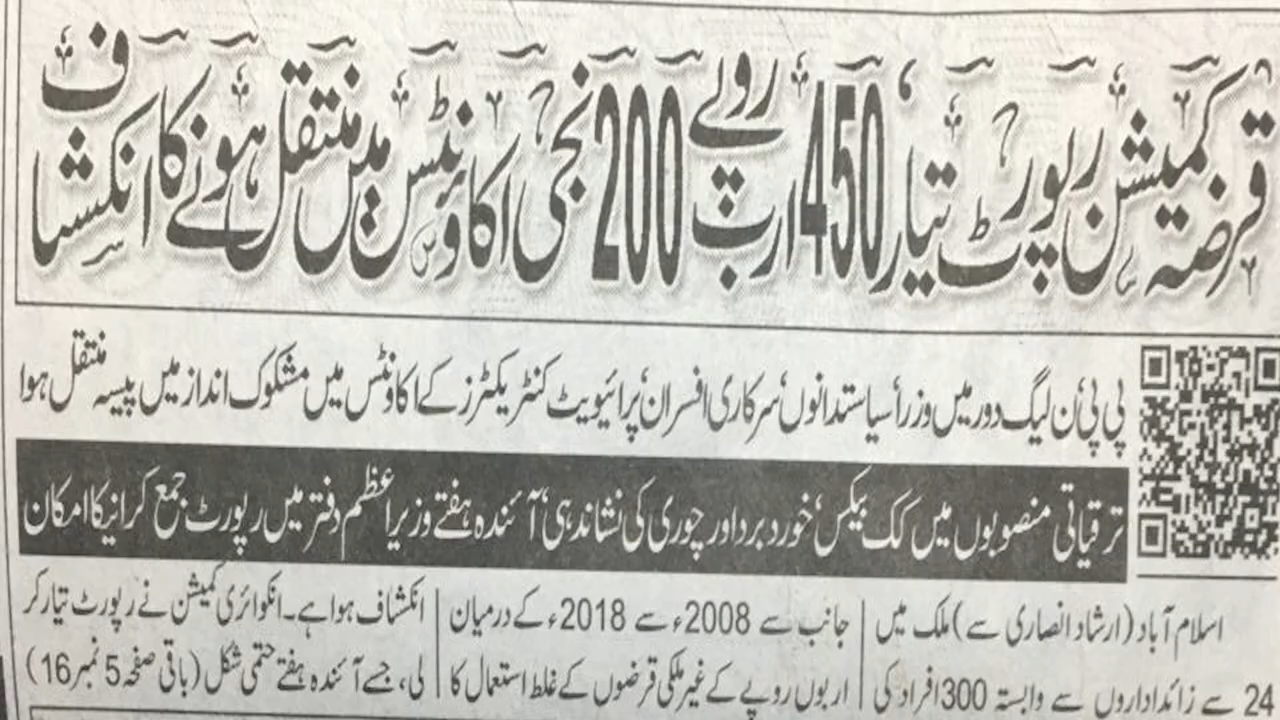 قرضہ کمیشن رپورٹ تیار، 450 ارب روپے 200 نجی اکاؤنٹس میں منتقل ہونے کا انکشاف
پی پی، ن لیگ دور میں وزرأ سیاستدانوں، سرکاری افسران، پرائیویٹ کنٹریکٹرز کے اکاونٹس میں مشکوک انداز میں پیسہ منتقل ہوا
ترقیاتی منصوبوں میں کک بیکس، خورد برد اور چوری کی نشاندہی، آئندہ ہفتے وزیراعظم دفتر میں رپورٹ جمع کرانیکا امکان
اسلام آباد (ارشاد انصاری سے) ملک میں
24 سے زائد اداروں سے وابستہ 300 افراد کی
جانب سے 2008ء سے 2018ء کے درمیان
اربوں روپے کے غیر ملکی قرضوں کے غلط استعمال کا
انکشاف ہوا ہے۔ انکوائری کمیشن نے رپورٹ تیار کر
لی، جسے آئندہ ہفتے حتمی شکل (باقی صفحہ 5 نمبر 16)